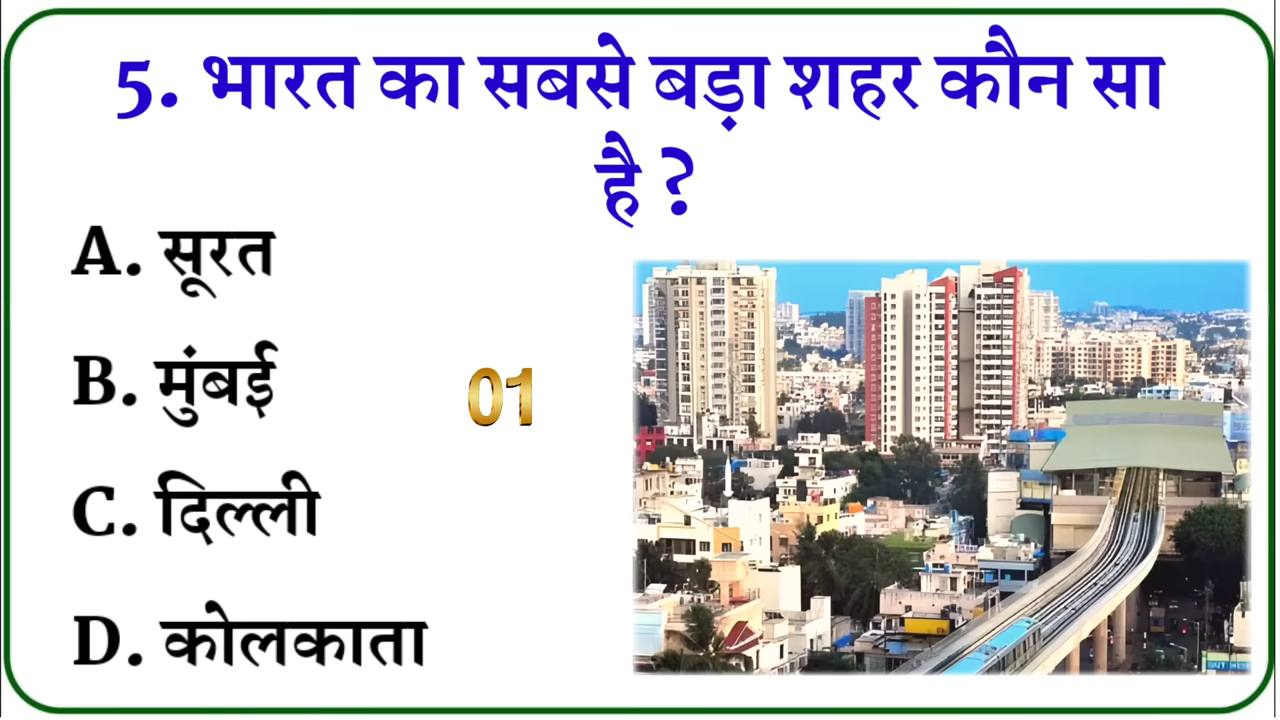 5. भारत का सबसे बड़ा शहर कौन सा
है ?
A. सूरत
B. मुंबई
01
C. दिल्ली
D. कोलकाता